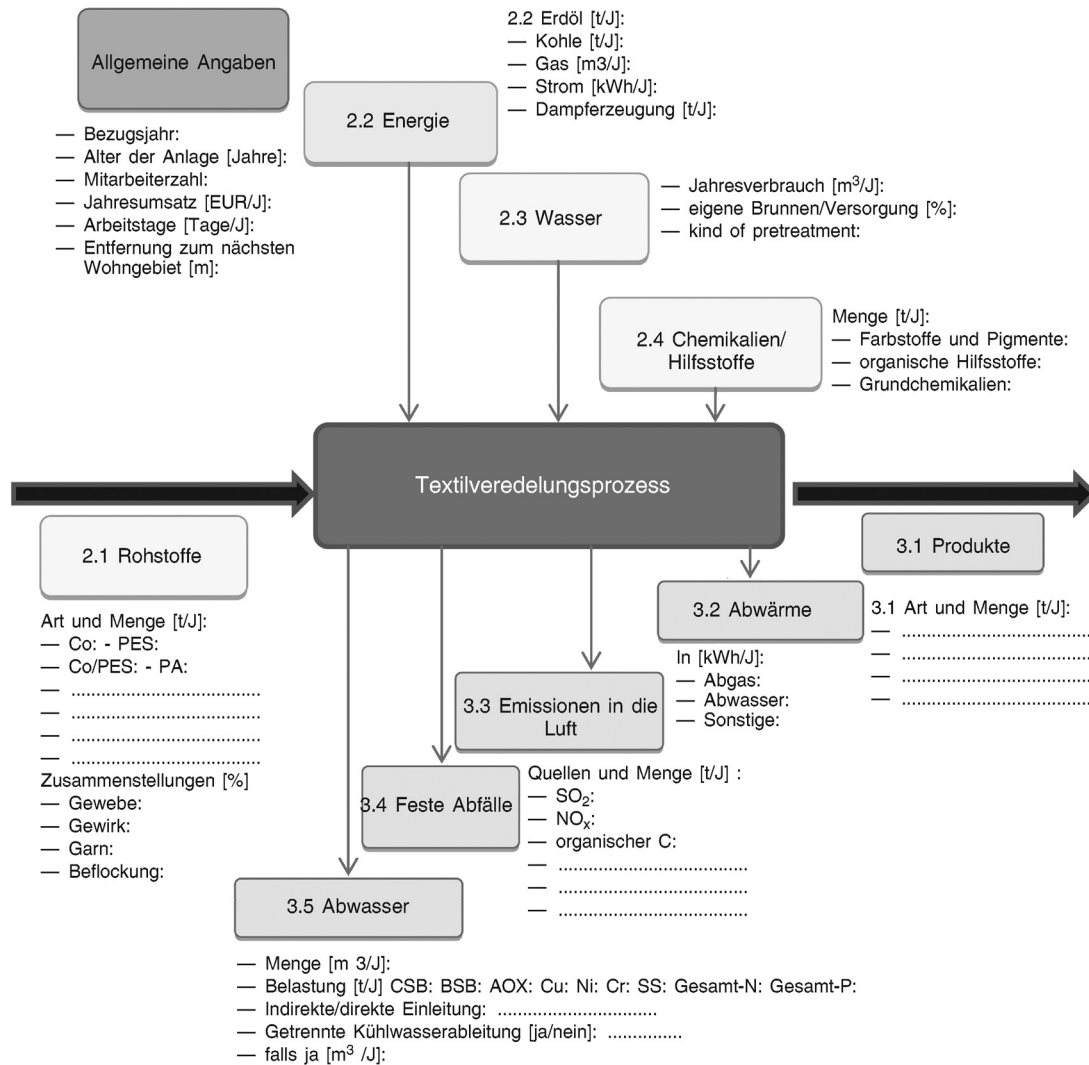 Allgemeine Angaben
— Bezugsjahr:
— Alter der Anlage [Jahre]:
— Mitarbeiterzahl:
— Jahresumsatz [EUR/J]:
— Arbeitstage [Tage/J]:
— Entfernung zum nächsten
Wohngebiet [m]:
2.2 Energie
2.2 Erdöl [t/J]:
— Kohle [t/J]:
— Gas [m3/J]:
— Strom [kWh/J]:
— Dampferzeugung [t/J]:
2.3 Wasser
— Jahresverbrauch [m³/J]:
— eigene Brunnen/Versorgung [%]:
— kind of pretreatment:
2.4 Chemikalien/
Hilfsstoffe
Menge [t/J]:
— Farbstoffe und Pigmente:
— organische Hilfsstoffe:
— Grundchemikalien:
Textilveredelungsprozess
2.1 Rohstoffe
Art und Menge [t/J]:
— Co: - PES:
— Co/PES: - PA:
— ......................................
— ......................................
— ......................................
— ......................................
Zusammenstellungen [%]
— Gewebe:
— Gewirk:
— Garn:
— Beflockung:
3.1 Produkte
3.1 Art und Menge [t/J]:
— ......................................
— ......................................
— ......................................
— ......................................
3.2 Abwärme
In [kWh/J]:
— Abgas:
— Abwasser:
— Sonstige:
3.3 Emissionen in die
Luft
Quellen und Menge [t/J] :
— SO₂:
— NOₓ:
— organischer C:
— ......................................
— ......................................
— ......................................
3.4 Feste Abfälle
3.5 Abwasser
— Menge [m 3/J]:
— Belastung [t/J] CSB: BSB: AOX: Cu: Ni: Cr: SS: Gesamt-N: Gesamt-P:
— Indirekte/direkte Einleitung: ................................
— Getrennte Kühlwasserableitung [ja/nein]: ...............
— falls ja [m³ /J]: